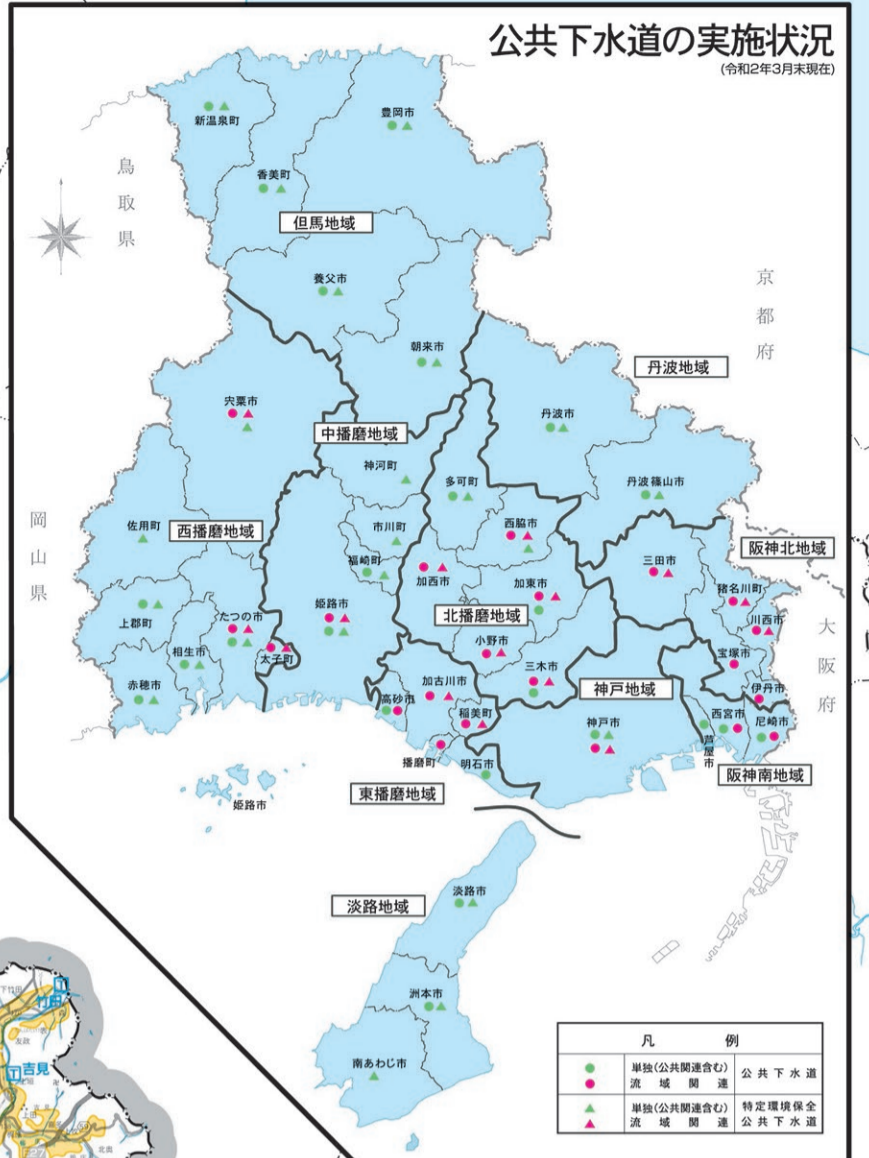 公共下水道の実施状況
(令和2年3月末現在)
鳥取県
京都府
岡山県
大阪府
新温泉町
豊岡市
香美町
但馬地域
養父市
朝来市
丹波地域
宍粟市
中播磨地域
丹波市
神河町
多可町
丹波篠山市
佐用町
西播磨地域
市川町
西脇市
阪神北地域
福崎町
加西市
加東市
三田市
猪名川町
上郡町
たつの市
姫路市
北播磨地域
川西市
相生市
太子町
小野市
宝塚市
赤穂市
三木市
神戸地域
伊丹市
高砂市
加古川市
稲美町
神戸市
西宮市
尼崎市
芦屋市
播磨町
明石市
阪神南地域
東播磨地域
姫路市
淡路市
淡路地域
洲本市
南あわじ市
凡 例
単独(公共関連含む)
流域関連
公共下水道
単独(公共関連含む)
流域関連
特定環境保全
公共下水道
下竹田
竹田
吉見
上田